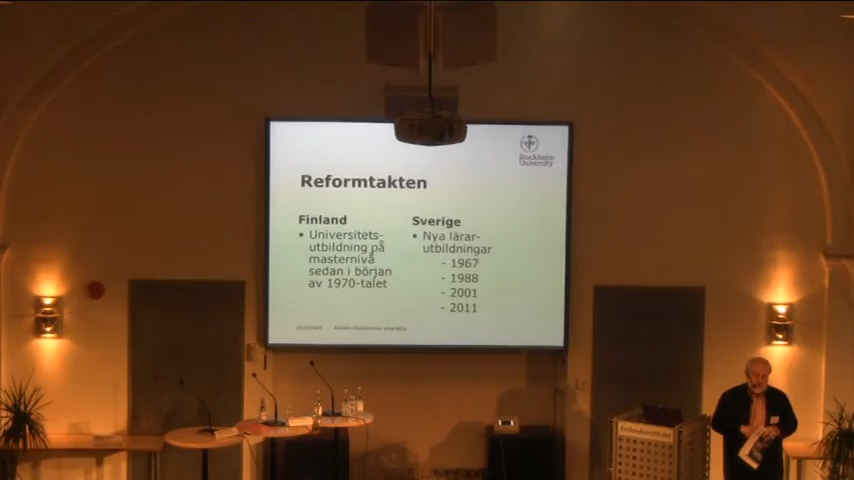 Stockholm
University
Reformtakten
Finland
• Universitets-
utbildning på
masternivå
sedan i början
av 1970-talet
Sverige
• Nya lärar-
utbildningar
- 1967
- 1988
- 2001
- 2011